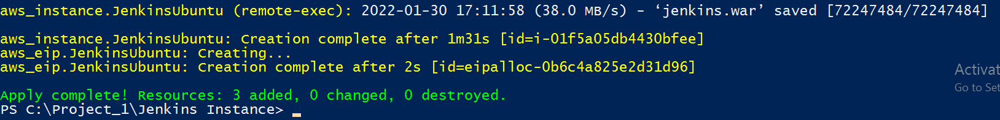 aws_instance.JenkinsUbuntu (remote-exec): 2022-01-30 17:11:58 (38.0 MB/s) - ‘jenkins.war’ saved [72247484/72247484]
aws_instance.JenkinsUbuntu: Creation complete after 1m31s [id=i-01f5a05db4430bfee]
aws_eip.JenkinsUbuntu: Creating...
aws_eip.JenkinsUbuntu: Creation complete after 2s [id=eipalloc-0b6c4a825e2d31d96]
Activat
Go to Set
Apply complete! Resources: 3 added, 0 changed, 0 destroyed.
PS C:\Project_1\Jenkins Instance>